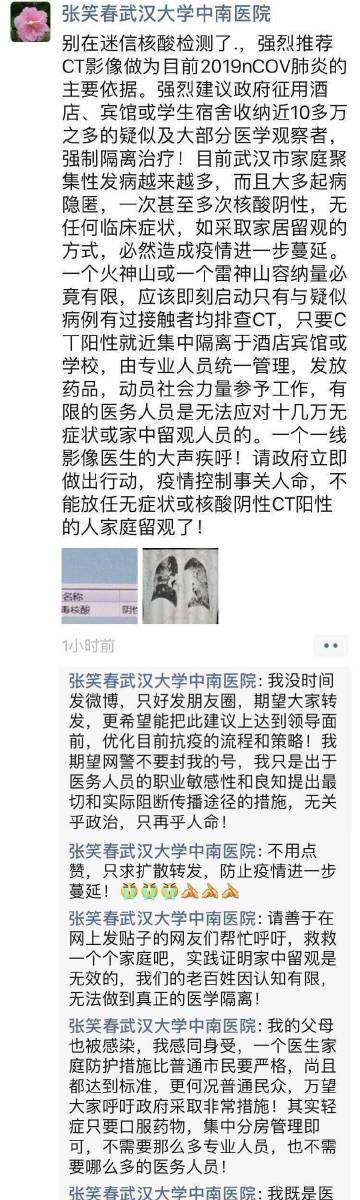 张笑春武汉大学中南医院
别在迷信核酸检测了.，强烈推荐
CT影像做为目前2019nCOV肺炎的
主要依据。强烈建议政府征用酒
店、宾馆或学生宿舍收纳近10多万
之多的疑似及大部分医学观察者，
强制隔离治疗！目前武汉市家庭聚
集性发病越来越多，而且大多起病
隐匿，一次甚至多次核酸阴性，无
任何临床症状，如采取家居留观的
方式，必然造成疫情进一步蔓延。
一个火神山或一个雷神山容纳量必
竟有限，应该即刻启动只有与疑似
病例有过接触者均排查CT，只要C
T阳性就近集中隔离于酒店宾馆或
学校，由专业人员统一管理，发放
药品，动员社会力量参予工作，有
限的医务人员是无法应对十几万无
症状或家中留观人员的。一个一线
影像医生的大声疾呼！请政府立即
做出行动，疫情控制事关人命，不
能放任无症状或核酸阴性CT阳性
的人家庭留观了！
名称
毒核酸 阴性
1小时前
张笑春武汉大学中南医院: 我没时间
发微博，只好发朋友圈，期望大家转
发，更希望能把此建议上达到领导面
前，优化目前抗疫的流程和策略！我
期望网警不要封我的号，我只是出于
医务人员的职业敏感性和良知提出最
切和实际阻断传播途径的措施，无关
乎政治，只再乎人命！
张笑春武汉大学中南医院: 不用点
赞，只求扩散转发，防止疫情进一步
蔓延！
张笑春武汉大学中南医院: 请善于在
网上发贴子的网友们帮忙呼吁，救救
一个个家庭吧，实践证明家中留观是
无效的，我们的老百姓因认知有限，
无法做到真正的医学隔离！
张笑春武汉大学中南医院: 我的父母
也被感染，我感同身受，一个医生家
庭防护措施比普通市民要严格，尚且
都达到标准，更何况普通民众，万望
大家呼吁政府采取非常措施！其实轻
症只要口服药物，集中分房管理即
可，不需要那么多专业人员，也不需
要哪么多的医务人员！
张笑春武汉大学中南医院: 我既是医